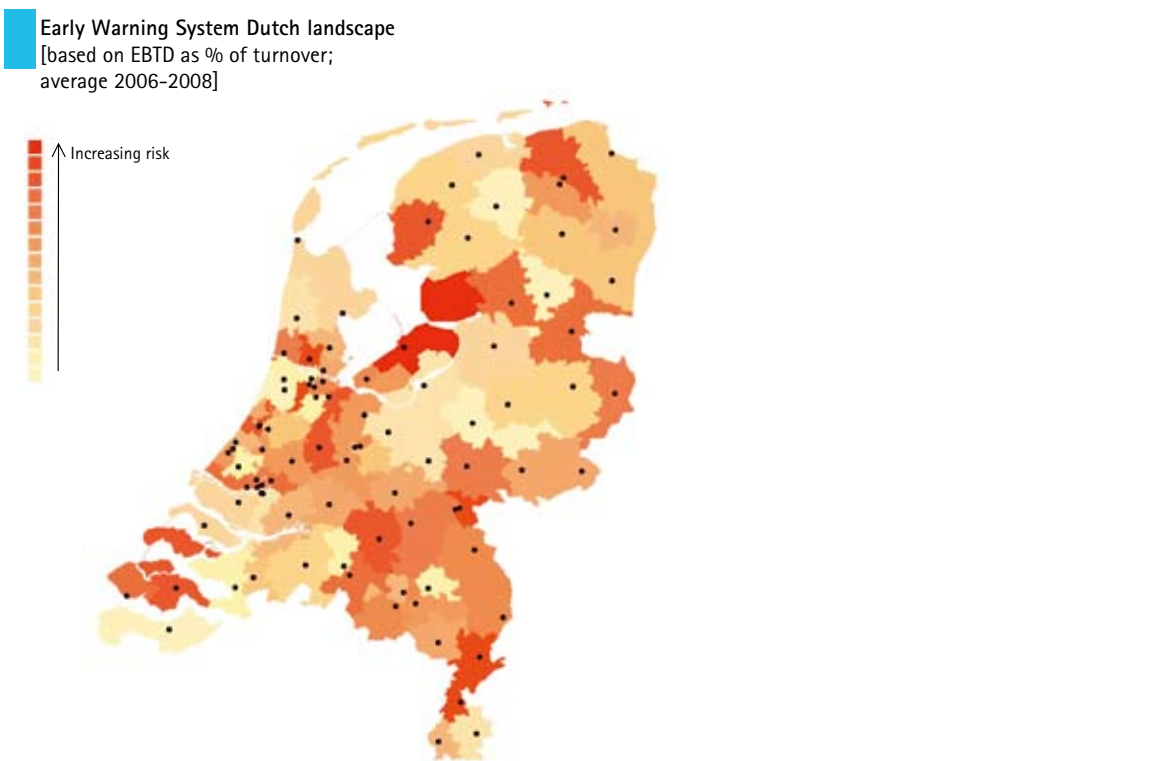 Early Warning System Dutch landscape
[based on EBTD as % of turnover;
average 2006-2008]
Increasing risk